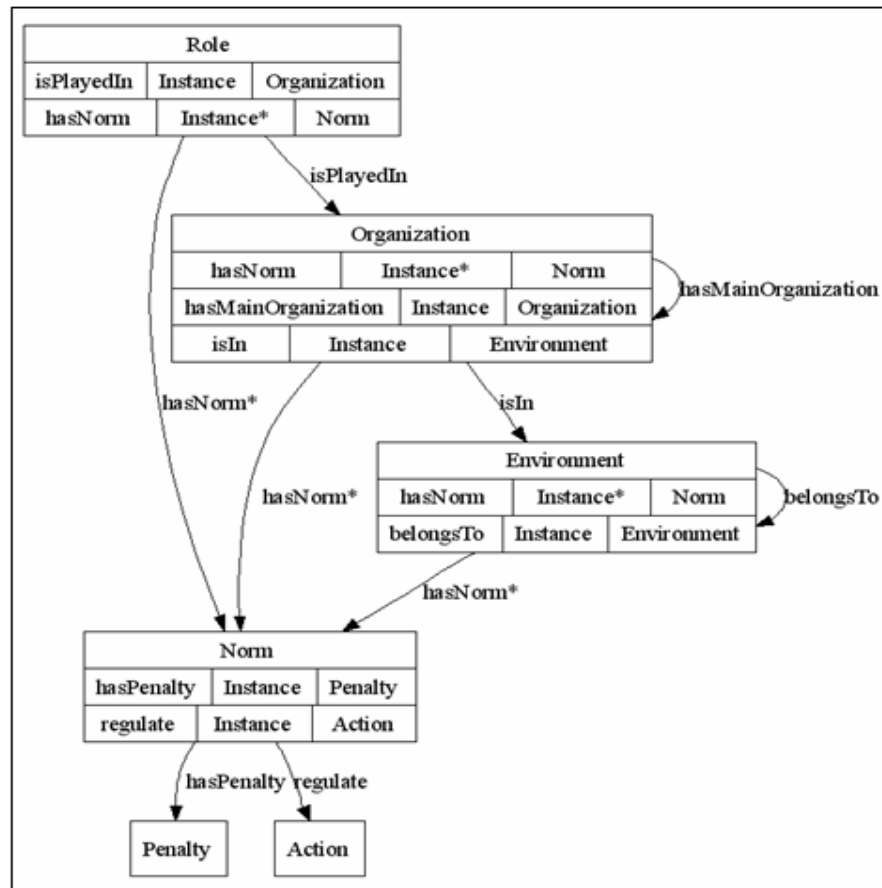 Role
isPlayedIn Instance Organization
hasNorm Instance* Norm
isPlayedIn
Organization
hasNorm Instance* Norm
hasMainOrganization Instance Organization
isIn Instance Environment
hasMainOrganization
hasNorm*
isIn
Environment
hasNorm Instance* Norm
belongsTo Instance Environment
belongsTo
hasNorm*
hasNorm*
Norm
hasPenalty Instance Penalty
regulate Instance Action
hasPenalty regulate
Penalty Action